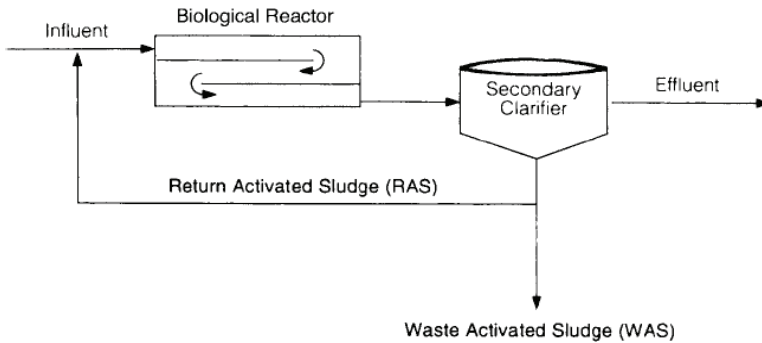 Biological Reactor
Influent
Secondary
Clarifier
Effluent
Return Activated Sludge (RAS)
Waste Activated Sludge (WAS)